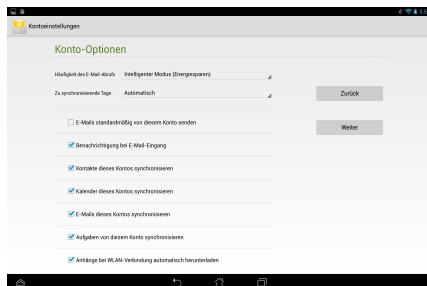 Kontoeinstellungen
Konto-Optionen
Häufigkeit des E-Mail-Abrufs Intelligenter Modus (Energiesparen)
Zu synchronisierende Tage Automatisch
Zurück
E-Mails standardmäßig von diesem Konto senden
Weiter
Benachrichtigung bei E-Mail-Eingang
Kontakte dieses Kontos synchronisieren
Kalender dieses Kontos synchronisieren
E-Mails dieses Kontos synchronisieren
Aufgaben von diesem Konto synchronisieren
Anhänge bei WLAN-Verbindung automatisch herunterladen